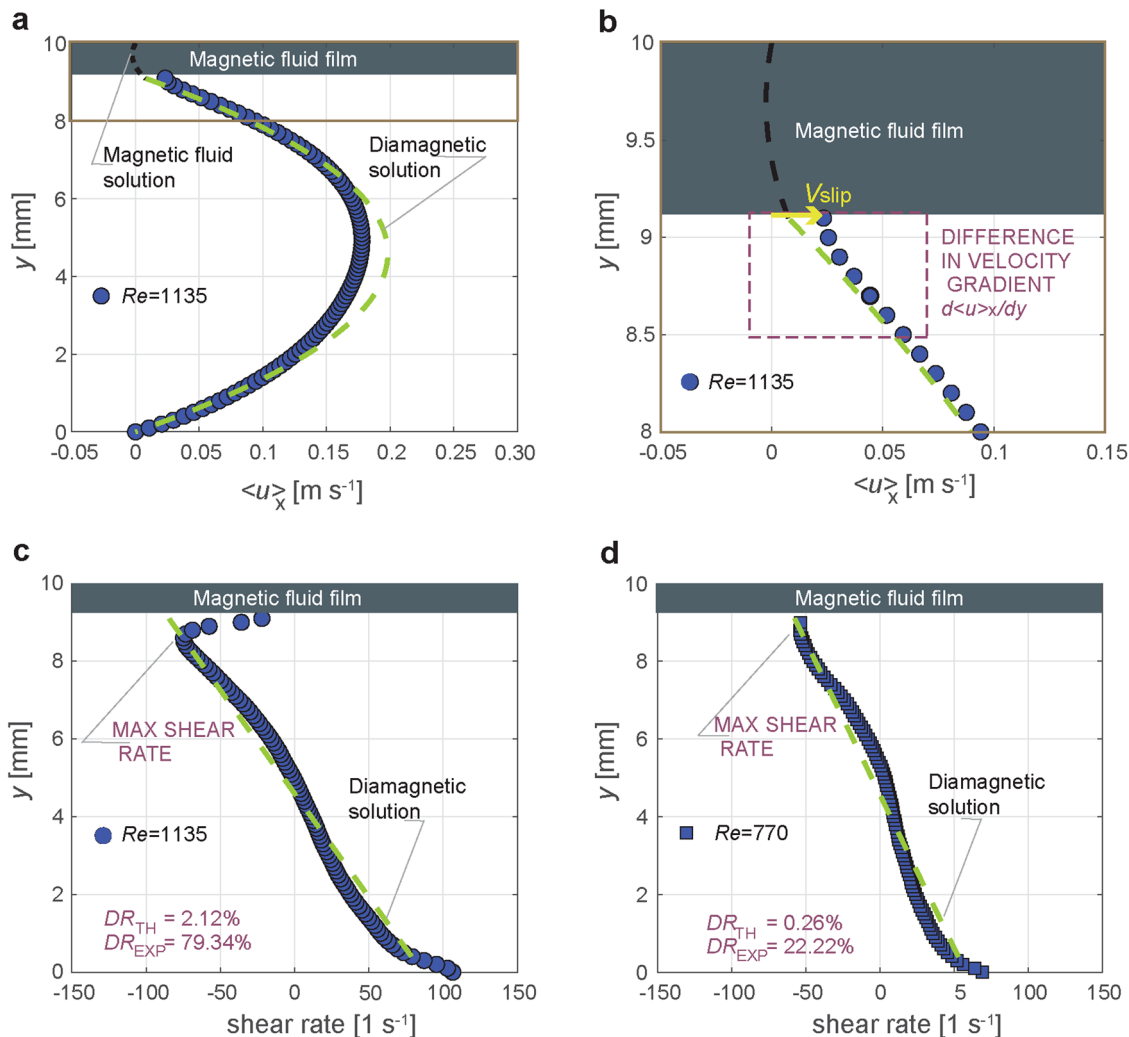 a
10
8
6
4
2
0
y [mm]
Magnetic fluid film
Magnetic fluid
solution
Diamagnetic
solution
Re=1135
-0.05
0
0.05
0.1
0.15
0.2
0.25
0.30
<u>x [m s-1]
b
10
9.5
9
8.5
8
y [mm]
Magnetic fluid film
Vslip
DIFFERENCE
IN VELOCITY
GRADIENT
d<u>x/dy
Re=1135
-0.05
0
0.05
0.1
0.15
<u>x [m s-1]
c
10
8
6
4
2
0
y [mm]
Magnetic fluid film
MAX SHEAR
RATE
Diamagnetic
solution
Re=1135
DRTH = 2.12%
DREXP = 79.34%
-150
-100
-50
0
50
100
150
shear rate [1 s-1]
d
10
8
6
4
2
0
y [mm]
Magnetic fluid film
MAX SHEAR
RATE
Diamagnetic
solution
Re=770
DRTH = 0.26%
DREXP = 22.22%
-150
-100
-50
0
5
100
150
shear rate [1 s-1]